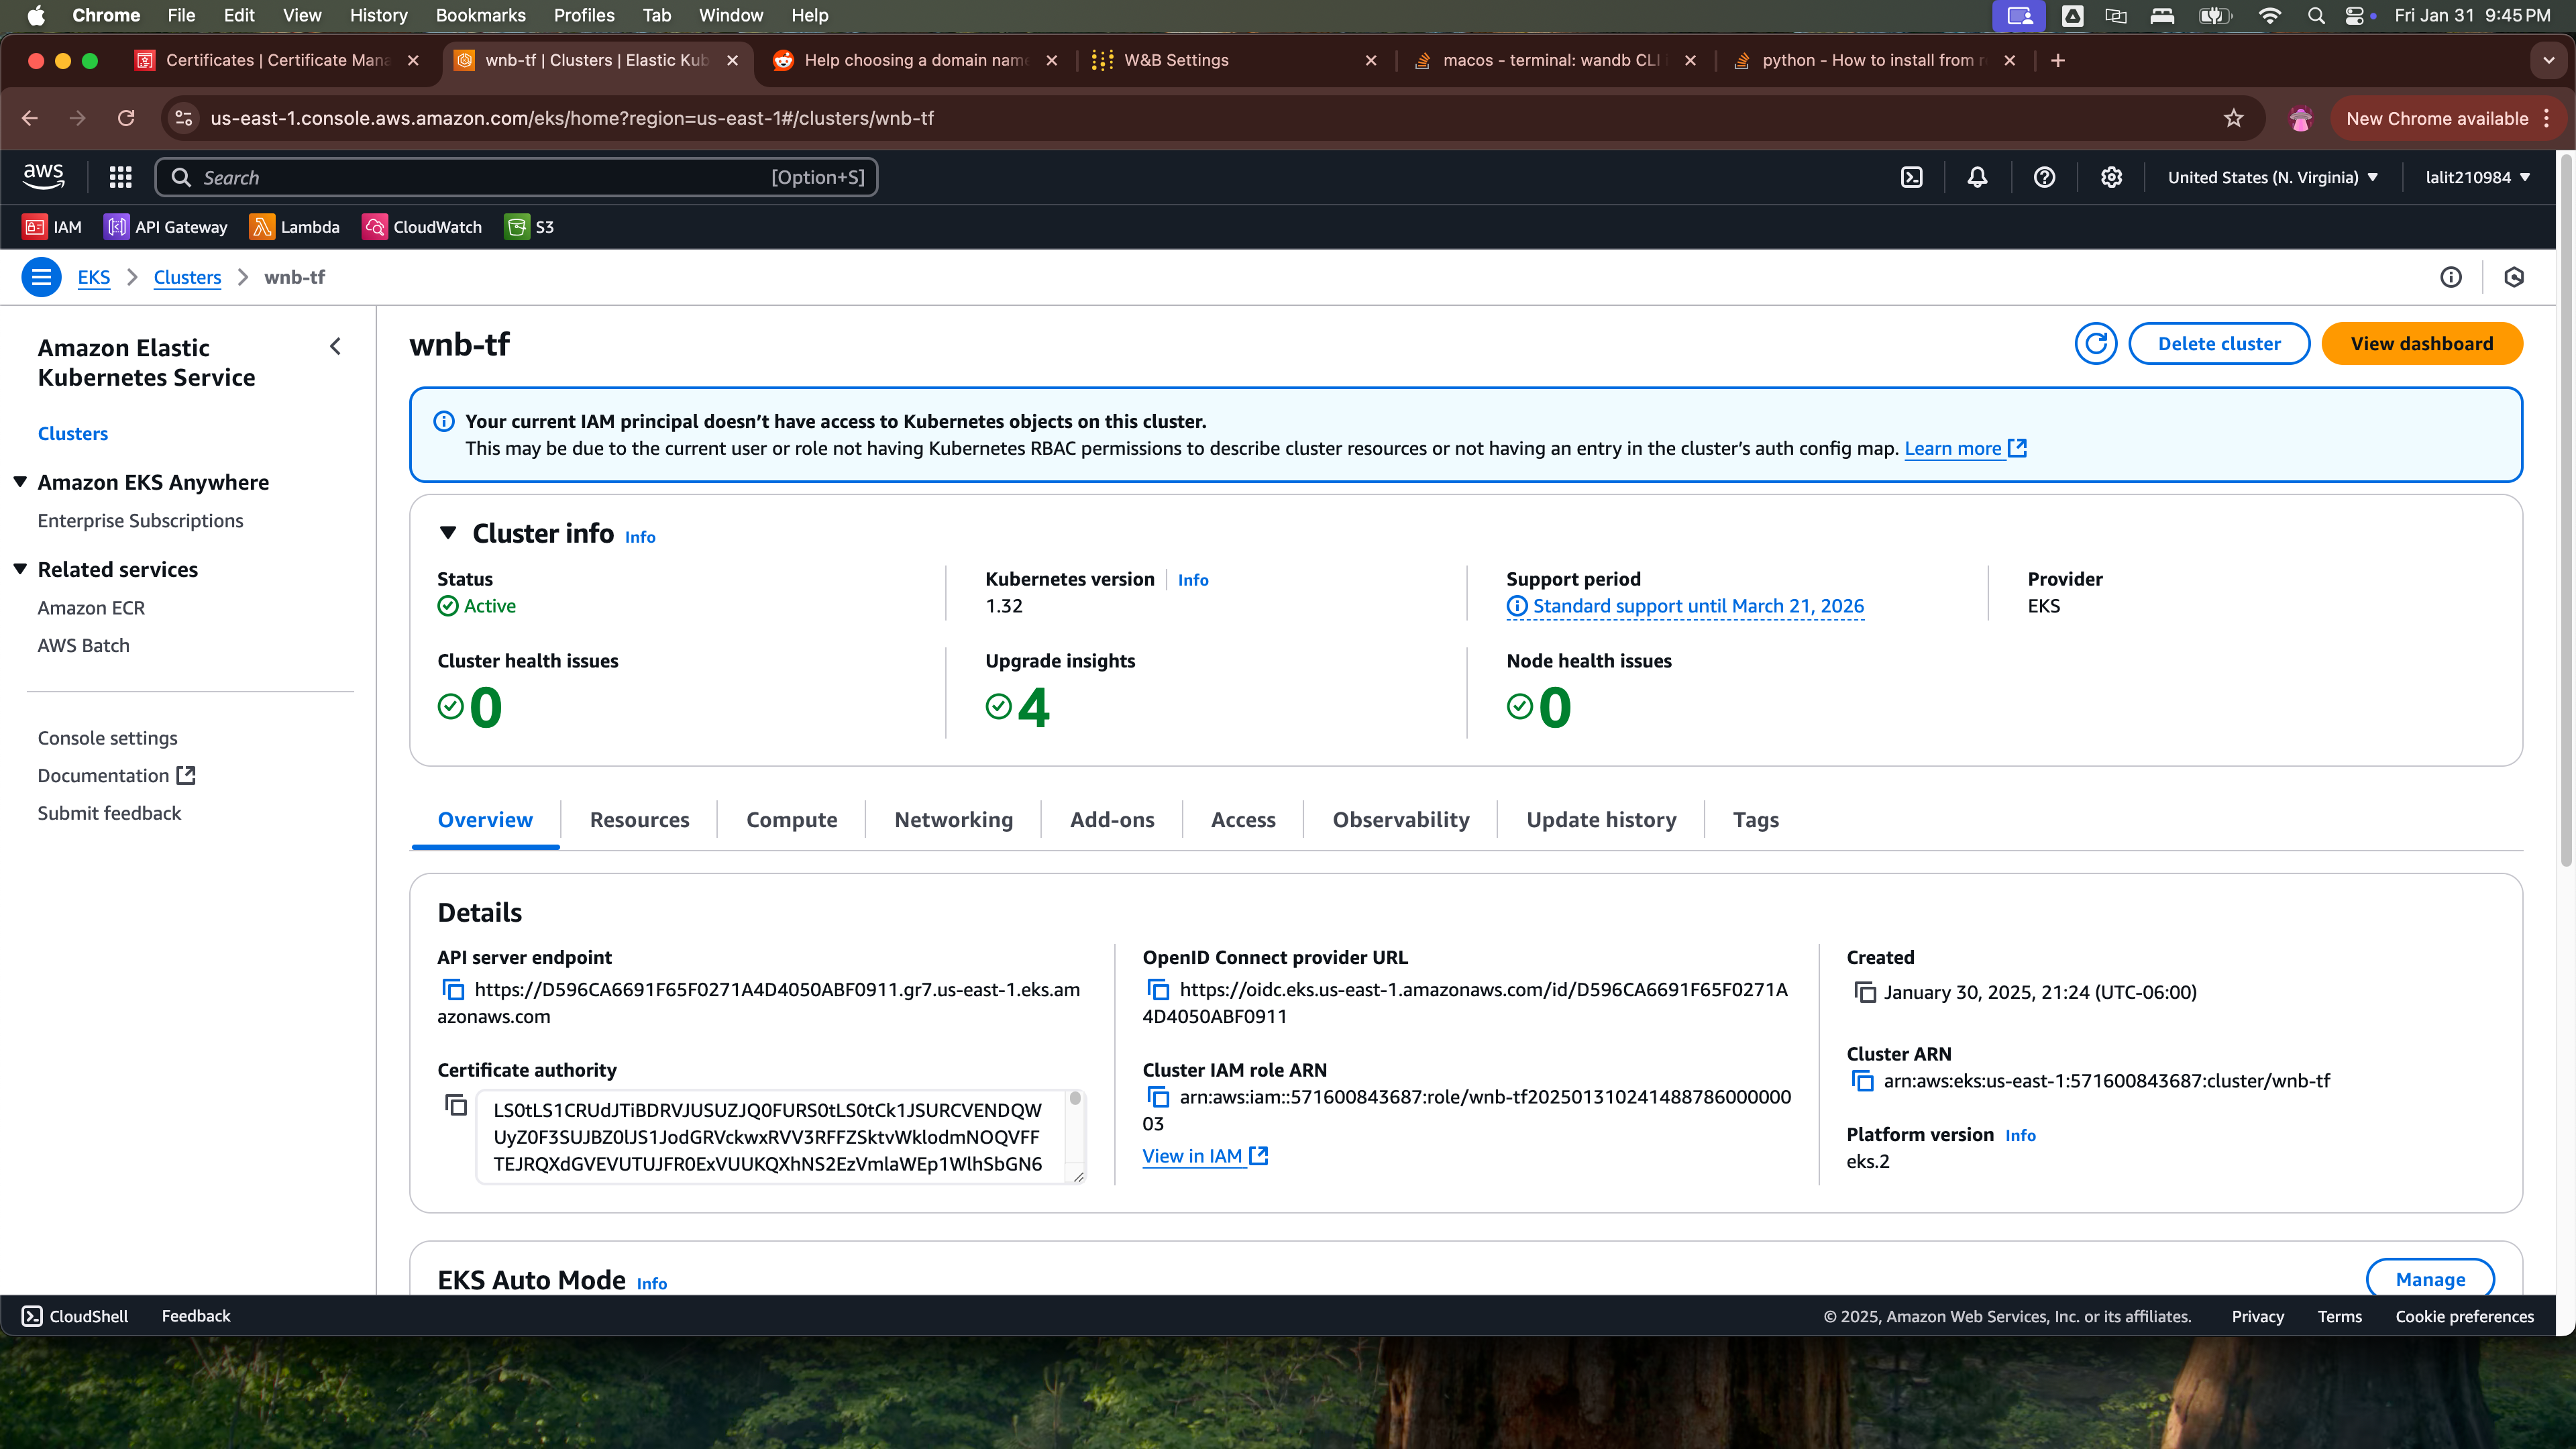 Chrome File Edit View History Bookmarks Profiles Tab Window Help Fri Jan 31 9:45 PM
Certificates | Certificate Mana
wnb-tf | Clusters | Elastic Kub
Help choosing a domain name
W&B Settings
macos - terminal: wandb CLI
python - How to install from r
us-east-1.console.aws.amazon.com/eks/home?region=us-east-1#/clusters/wnb-tf
New Chrome available
aws Search [Option+S] United States (N. Virginia) lalit210984
IAM API Gateway Lambda CloudWatch S3
EKS Clusters wnb-tf
Amazon Elastic
Kubernetes Service
Clusters
Amazon EKS Anywhere
Enterprise Subscriptions
Related services
Amazon ECR
AWS Batch
Console settings
Documentation
Submit feedback
wnb-tf
Delete cluster
View dashboard
Your current IAM principal doesn’t have access to Kubernetes objects on this cluster.
This may be due to the current user or role not having Kubernetes RBAC permissions to describe cluster resources or not having an entry in the cluster’s auth config map. Learn more
Cluster info Info
Status
Active
Kubernetes version Info
1.32
Support period
Standard support until March 21, 2026
Provider
EKS
Cluster health issues
0
Upgrade insights
4
Node health issues
0
Overview Resources Compute Networking Add-ons Access Observability Update history Tags
Details
API server endpoint
https://D596CA6691F65F0271A4D4050ABF0911.gr7.us-east-1.eks.am
azonaws.com
Certificate authority
LS0tLS1CRUdJTiBDRVJUSUZJQ0FURS0tLS0tCk1JSURCVENDQW
UyZ0F3SUJBZ0lJS1JodGRVckwxRVV3RFFZSktvWklodmNOQVFF
TEJRQXdGVEVUTUJFR0ExVUUKQXhNS2EzVmlaWEp1WlhSbGN6
OpenID Connect provider URL
https://oidc.eks.us-east-1.amazonaws.com/id/D596CA6691F65F0271A
4D4050ABF0911
Cluster IAM role ARN
arn:aws:iam::571600843687:role/wnb-tf20250131024148878600000​0
03
View in IAM
Created
January 30, 2025, 21:24 (UTC-06:00)
Cluster ARN
arn:aws:eks:us-east-1:571600843687:cluster/wnb-tf
Platform version Info
eks.2
EKS Auto Mode Info
Manage
CloudShell Feedback © 2025, Amazon Web Services, Inc. or its affiliates. Privacy Terms Cookie preferences